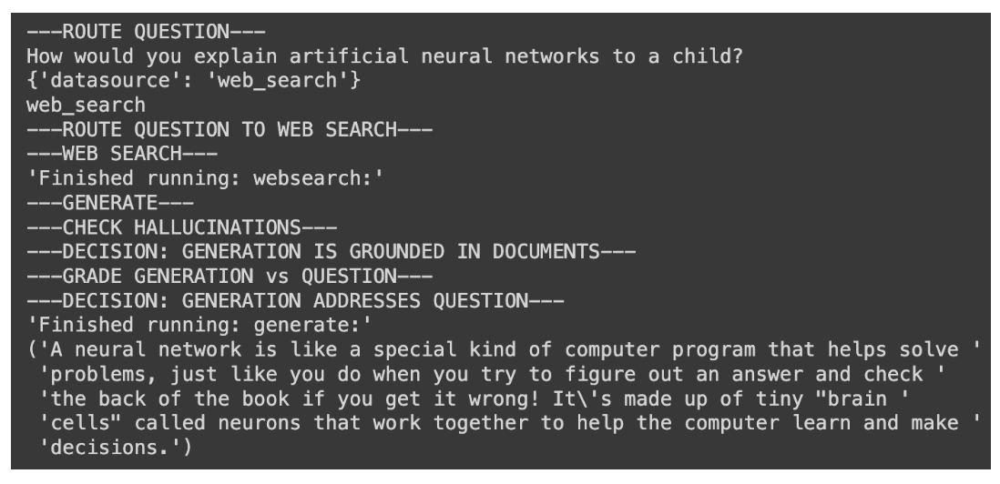 ---ROUTE QUESTION---
How would you explain artificial neural networks to a child?
{'datasource': 'web_search'}
web_search
---ROUTE QUESTION TO WEB SEARCH---
---WEB SEARCH---
'Finished running: websearch:'
---GENERATE---
---CHECK HALLUCINATIONS---
---DECISION: GENERATION IS GROUNDED IN DOCUMENTS---
---GRADE GENERATION vs QUESTION---
---DECISION: GENERATION ADDRESSES QUESTION---
'Finished running: generate:'
('A neural network is like a special kind of computer program that helps solve '
 'problems, just like you do when you try to figure out an answer and check '
 'the back of the book if you get it wrong! It\'s made up of tiny "brain '
 'cells" called neurons that work together to help the computer learn and make '
 'decisions.')